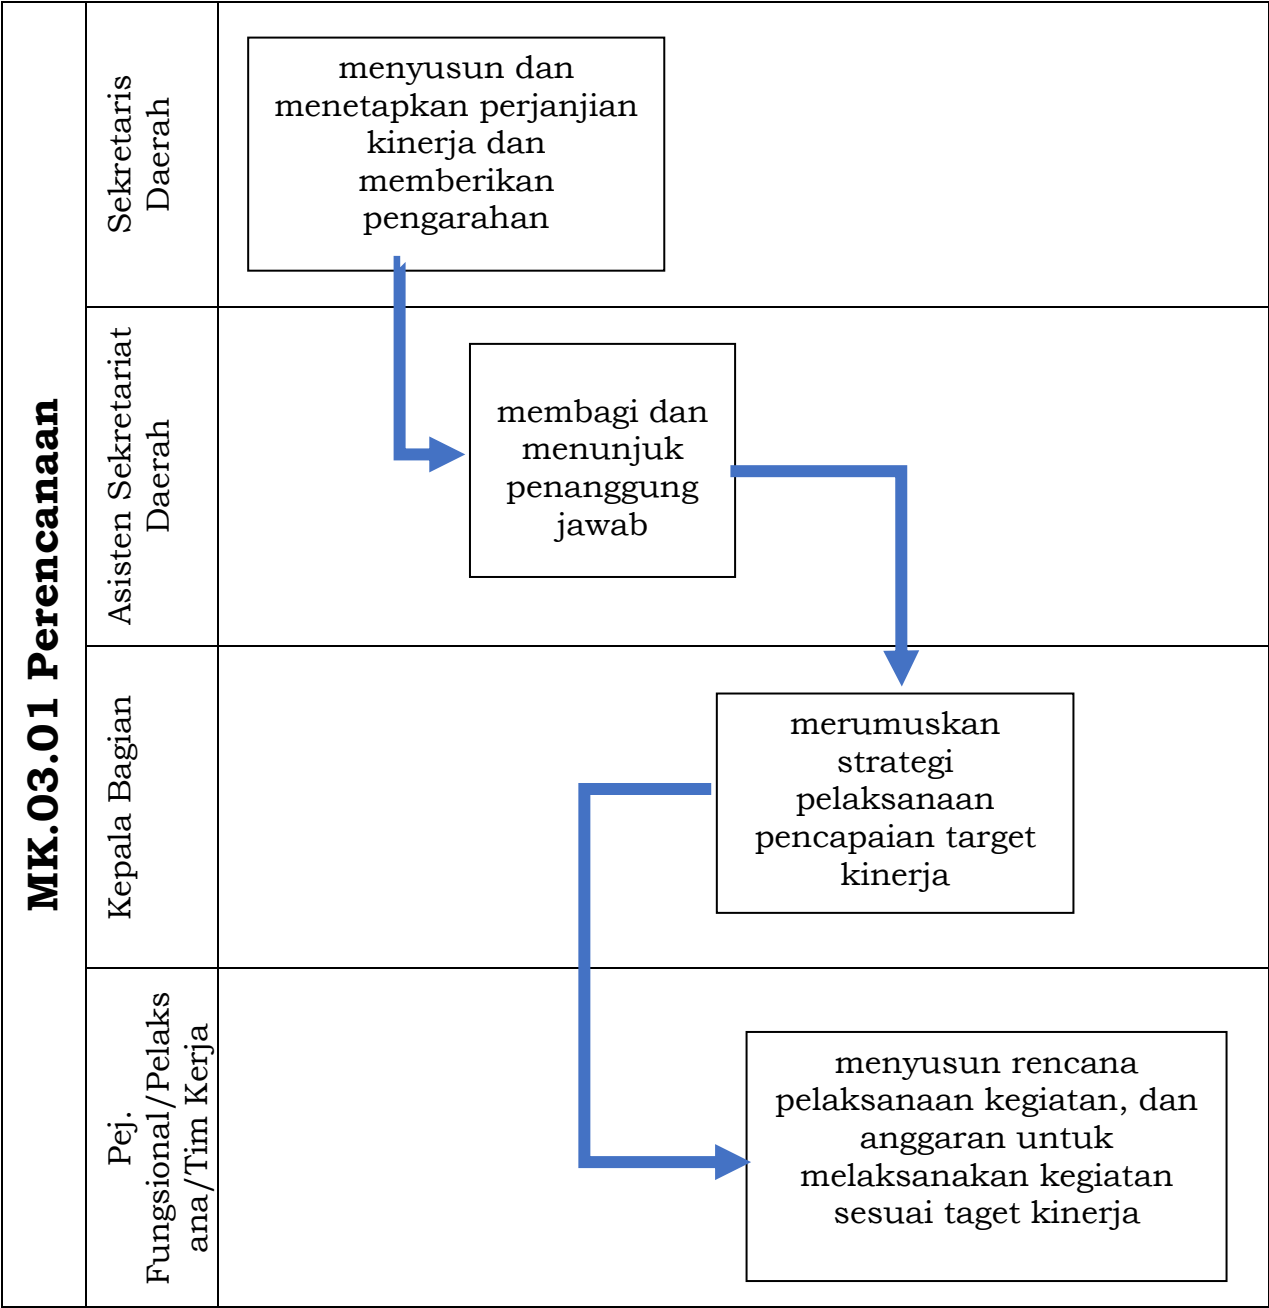 MK.03.01 Perencanaan
Sekretaris
Daerah
menyusun dan
menetapkan perjanjian
kinerja dan
memberikan
pengarahan
Asisten Sekretariat
Daerah
membagi dan
menunjuk
penanggung
jawab
Kepala Bagian
merumuskan
strategi
pelaksanaan
pencapaian target
kinerja
Pej.
Fungsional/Pelaks
ana/Tim Kerja
menyusun rencana
pelaksanaan kegiatan, dan
anggaran untuk
melaksanakan kegiatan
sesuai taget kinerja